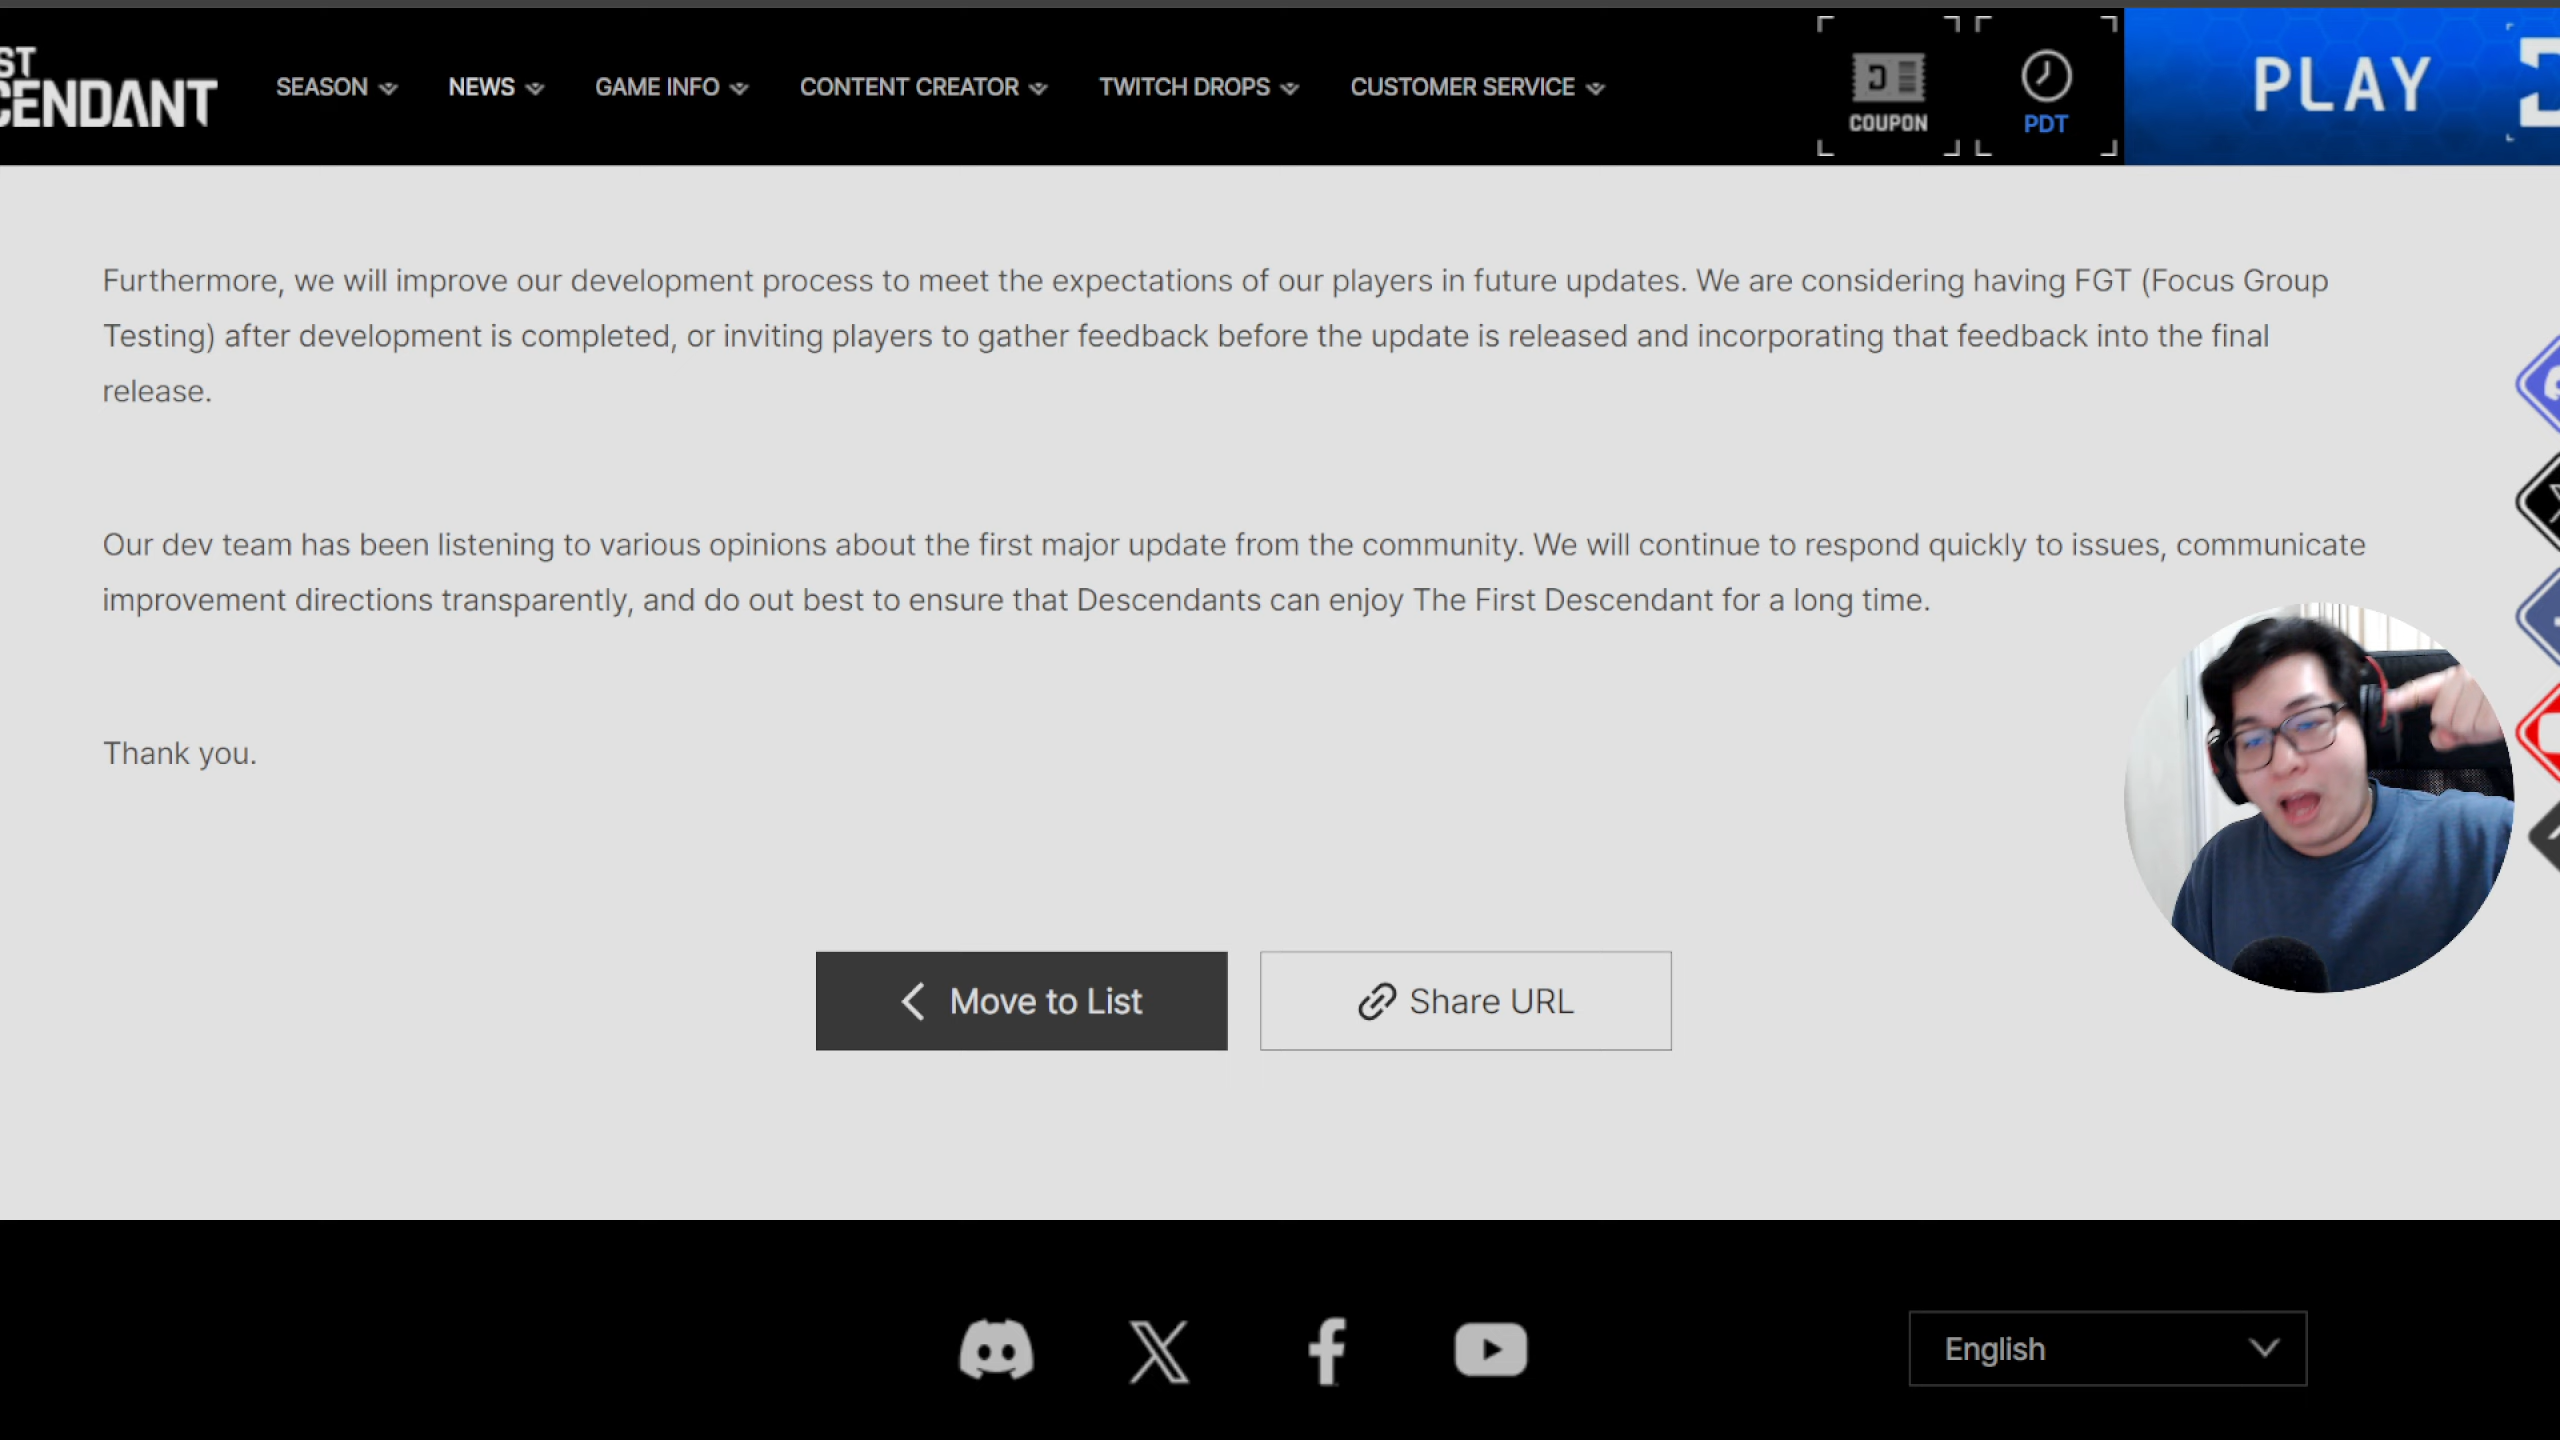 ST
CENDANT
SEASON
NEWS
GAME INFO
CONTENT CREATOR
TWITCH DROPS
CUSTOMER SERVICE
COUPON
PDT
PLAY
Furthermore, we will improve our development process to meet the expectations of our players in future updates. We are considering having FGT (Focus Group
Testing) after development is completed, or inviting players to gather feedback before the update is released and incorporating that feedback into the final
release.
Our dev team has been listening to various opinions about the first major update from the community. We will continue to respond quickly to issues, communicate
improvement directions transparently, and do out best to ensure that Descendants can enjoy The First Descendant for a long time.
Thank you.
Move to List
Share URL
English